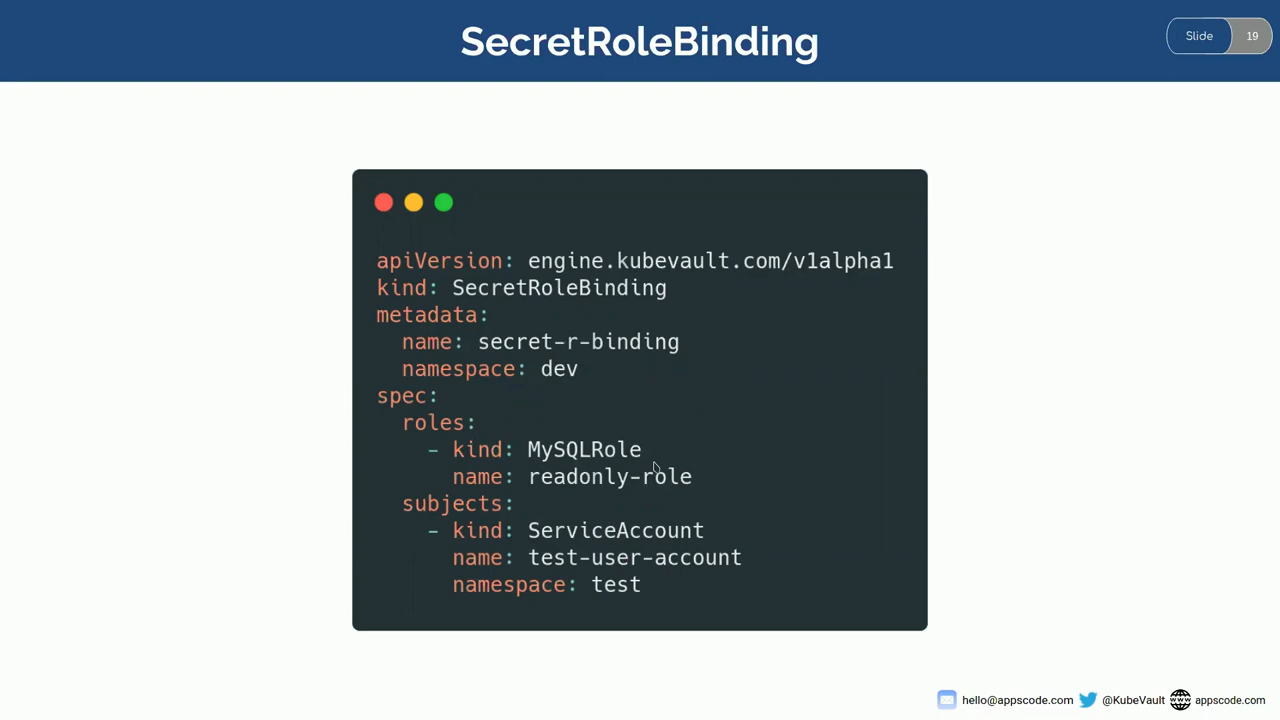 SecretRoleBinding
Slide 19
apiVersion: engine.kubevault.com/v1alpha1
kind: SecretRoleBinding
metadata:
  name: secret-r-binding
  namespace: dev
spec:
  roles:
    - kind: MySQLRole
      name: readonly-role
  subjects:
    - kind: ServiceAccount
      name: test-user-account
      namespace: test
hello@appscode.com @KubeVault appscode.com